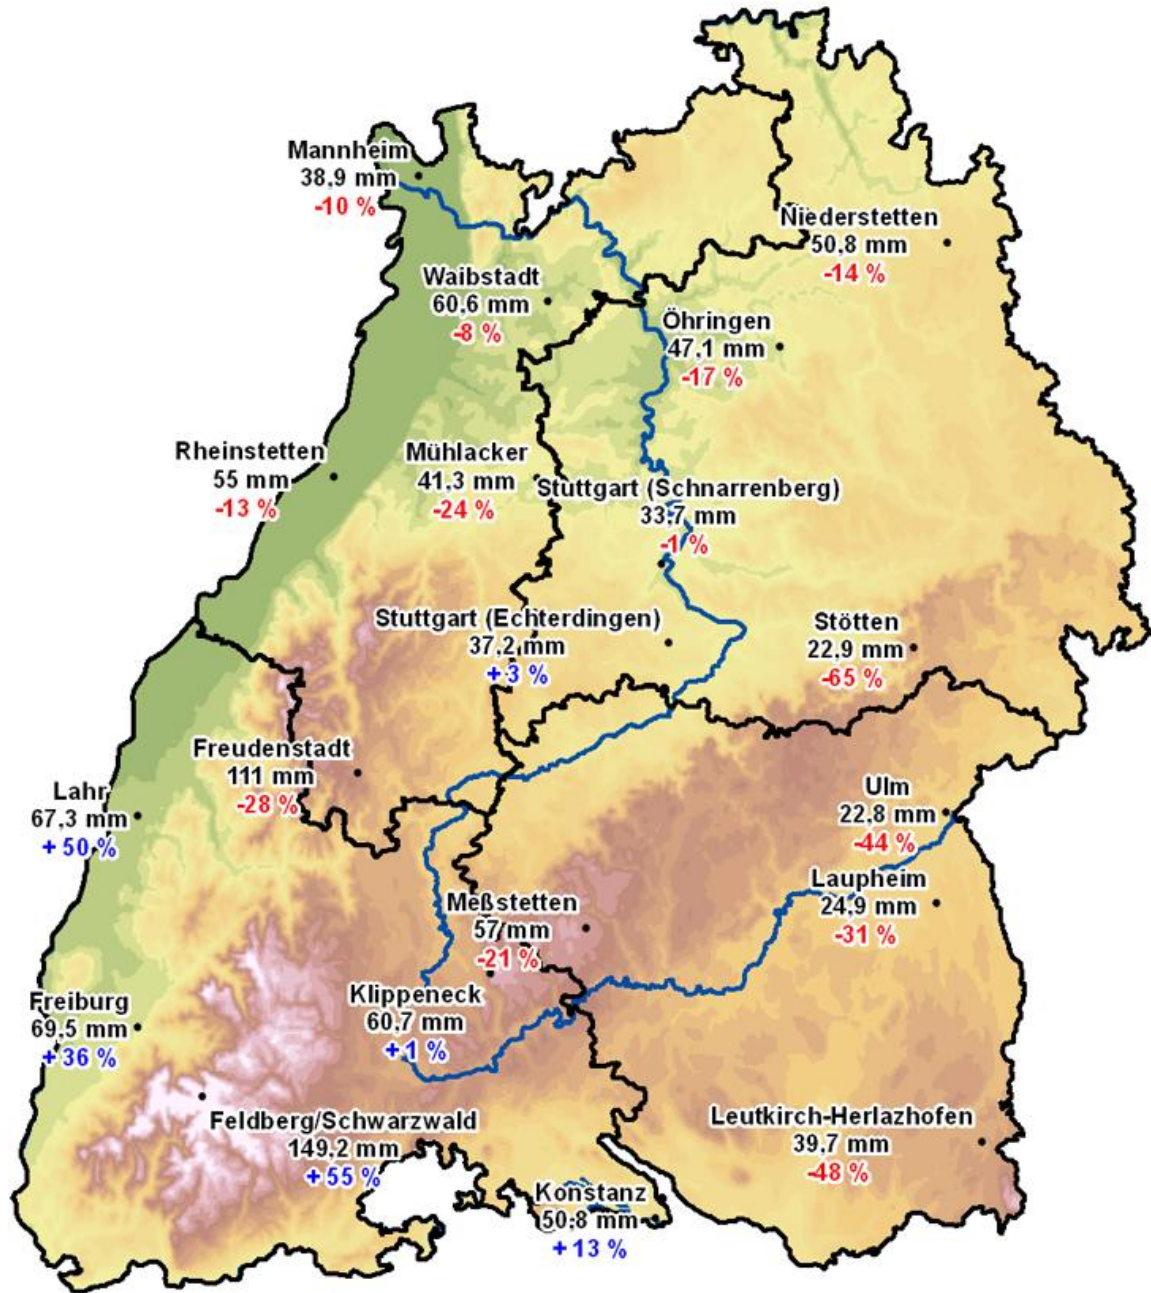 Mannheim
38,9 mm
-10 %
Niederstetten
50,8 mm
-14 %
Waibstadt
60,6 mm
-8 %
Öhringen
47,1 mm
-17 %
Rheinstetten
55 mm
-13 %
Mühlacker
41,3 mm
-24 %
Stuttgart (Schnarrenberg)
33,7 mm
-1 %
Stuttgart (Echterdingen)
37,2 mm
+3 %
Stötten
22,9 mm
-65 %
Freudenstadt
111 mm
-28 %
Lahr
67,3 mm
+50 %
Ulm
22,8 mm
-44 %
Laupheim
24,9 mm
-31 %
Meßstetten
57 mm
-21 %
Klippeneck
60,7 mm
+1 %
Freiburg
69,5 mm
+36 %
Feldberg/Schwarzwald
149,2 mm
+55 %
Leutkirch-Herlazhofen
39,7 mm
-48 %
Konstanz
50,8 mm
+13 %